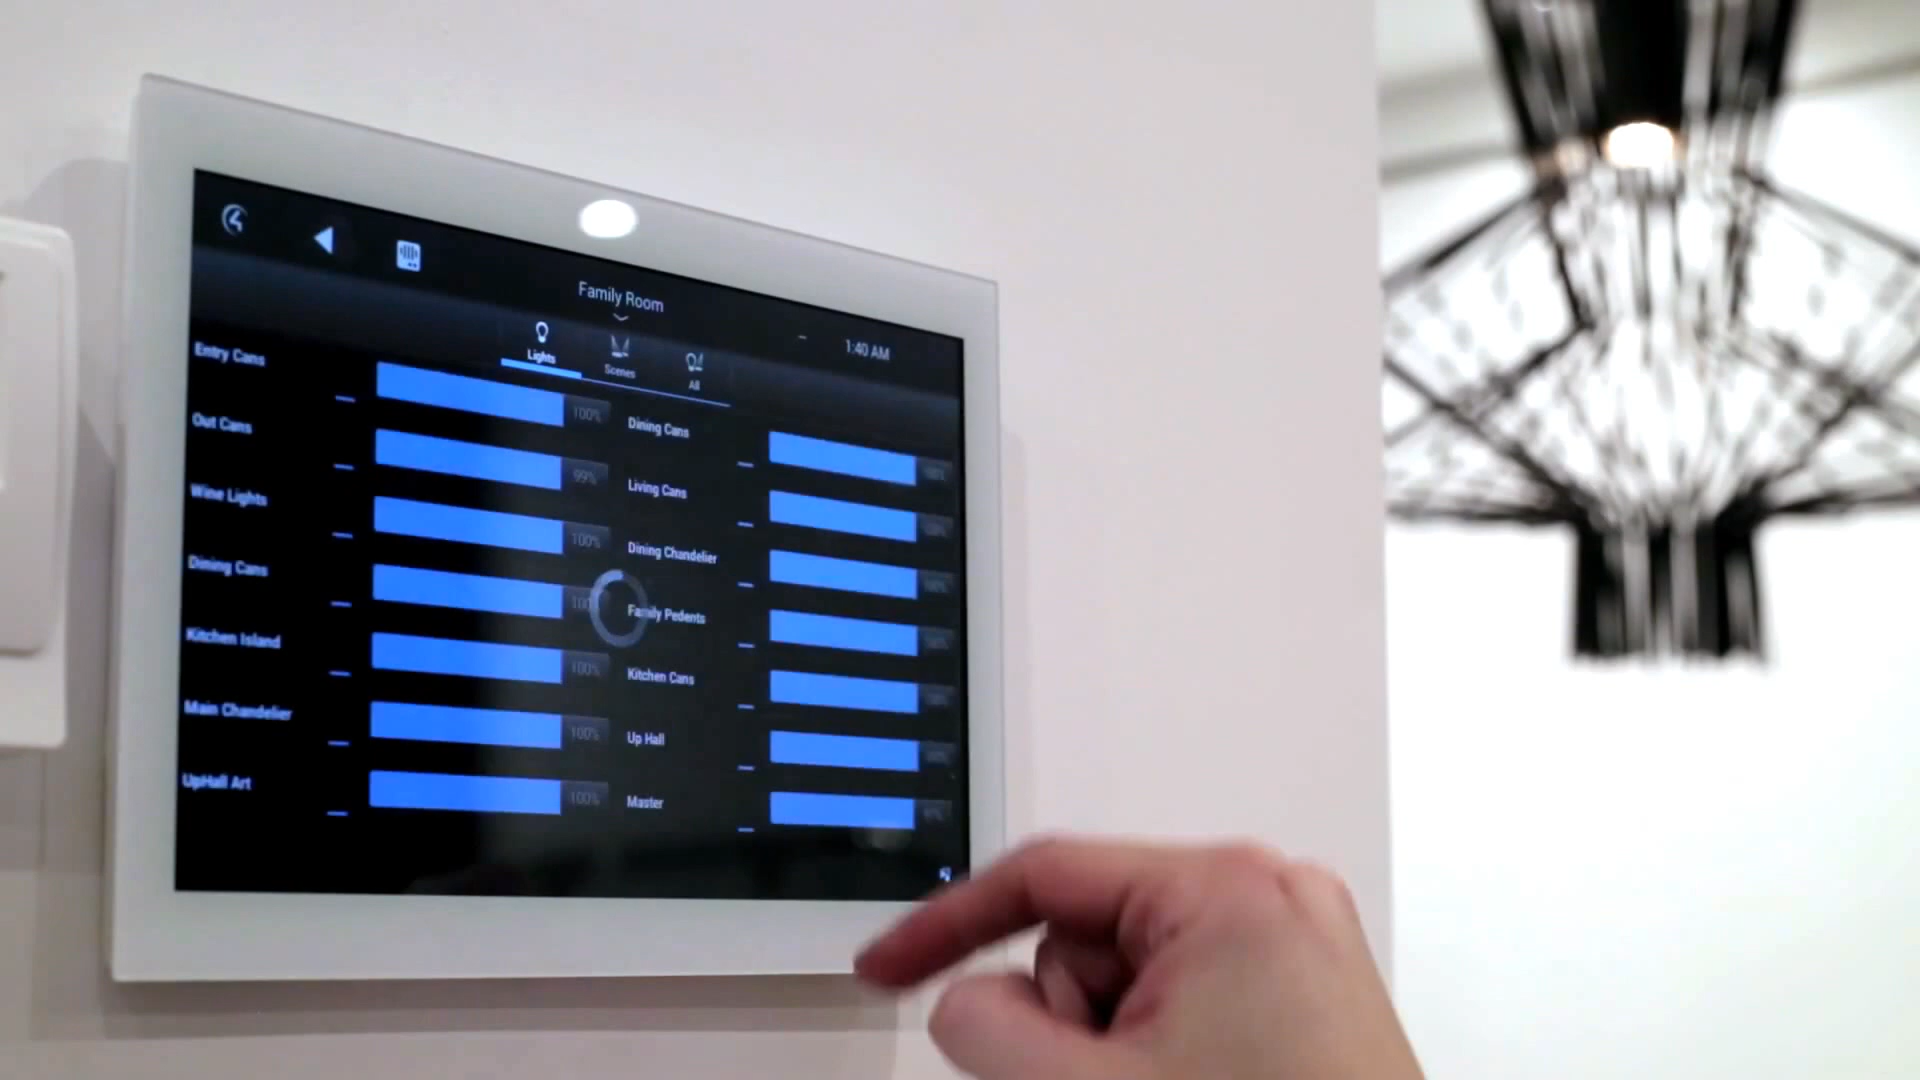 Family Room
1:40 AM
Lights
Scenes
All
Entry Cans
100%
Out Cans
99%
Wine Lights
100%
Dining Cans
100%
Kitchen Island
100%
Main Chandelier
100%
UpHall Art
100%
Dining Cans
Living Cans
Dining Chandelier
Family Pedents
Kitchen Cans
Up Hall
Master